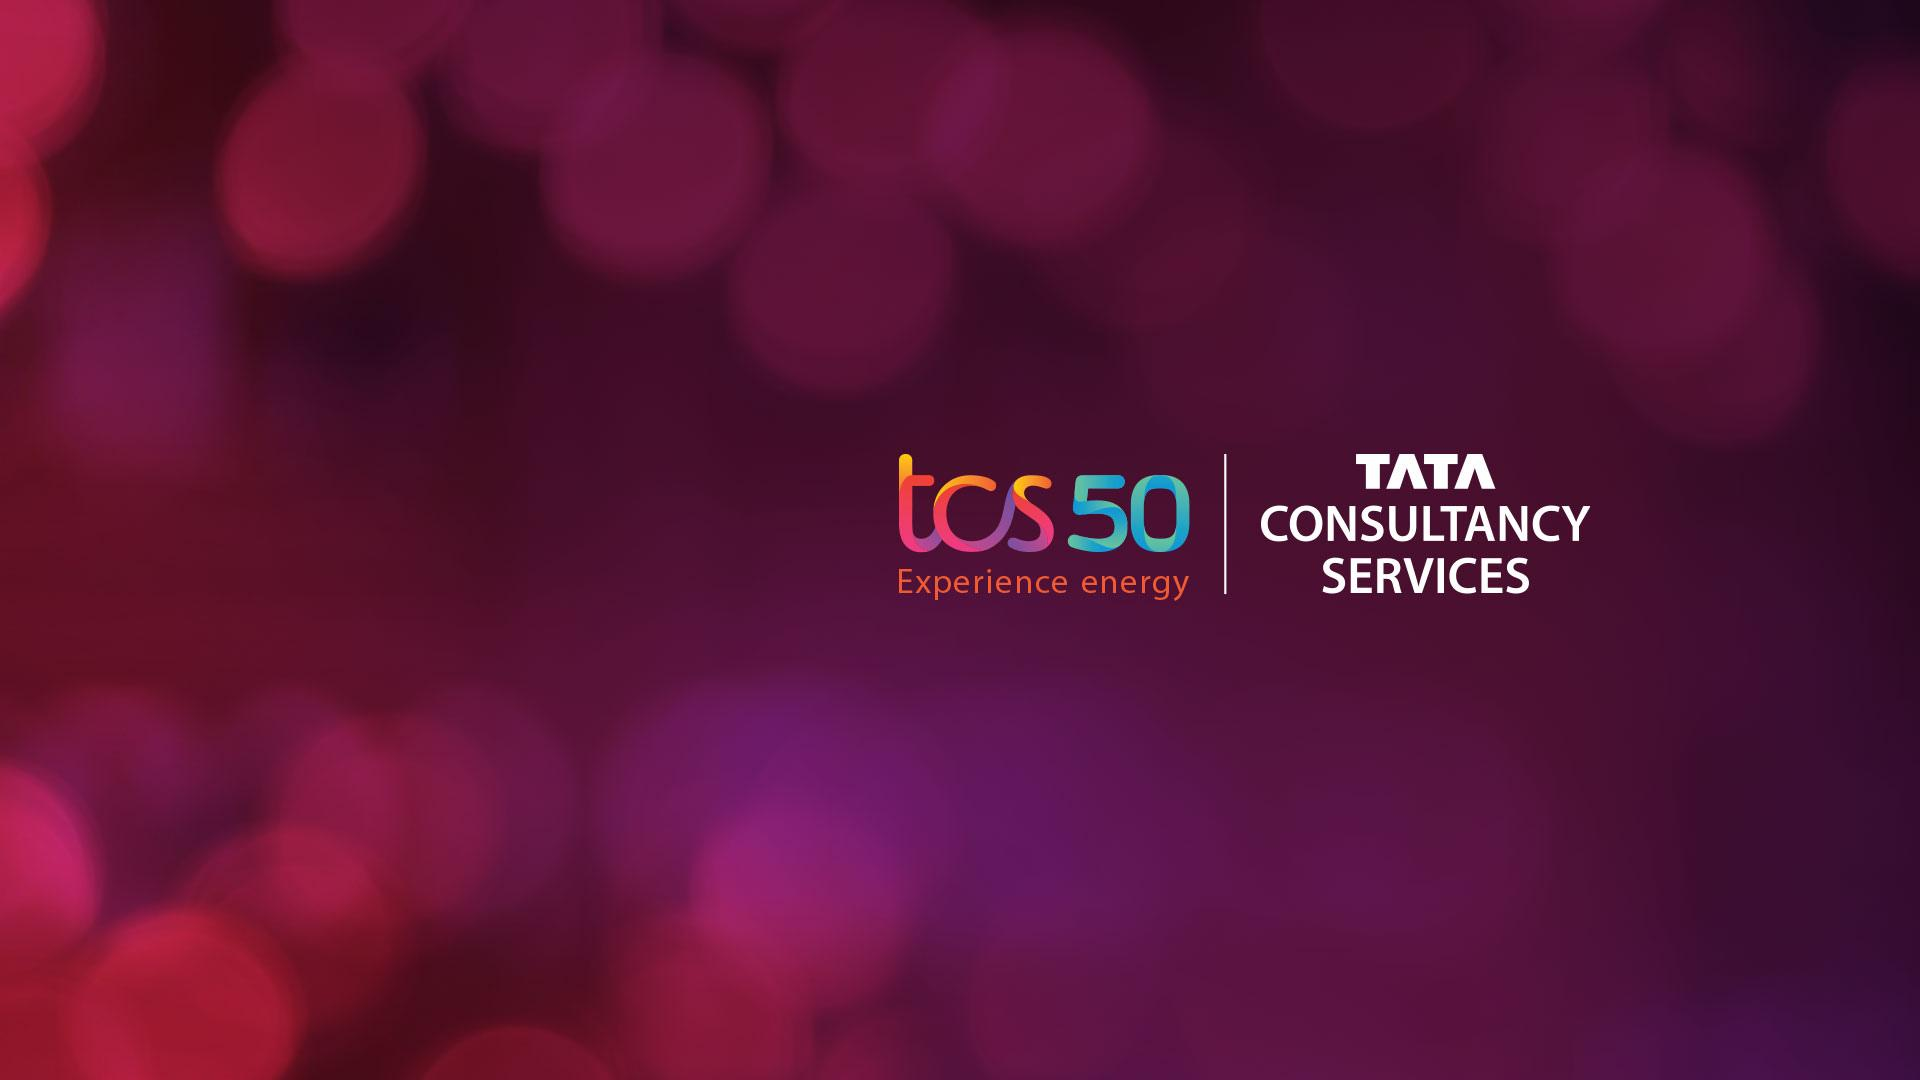 tcs 50
Experience energy
TATA
CONSULTANCY
SERVICES